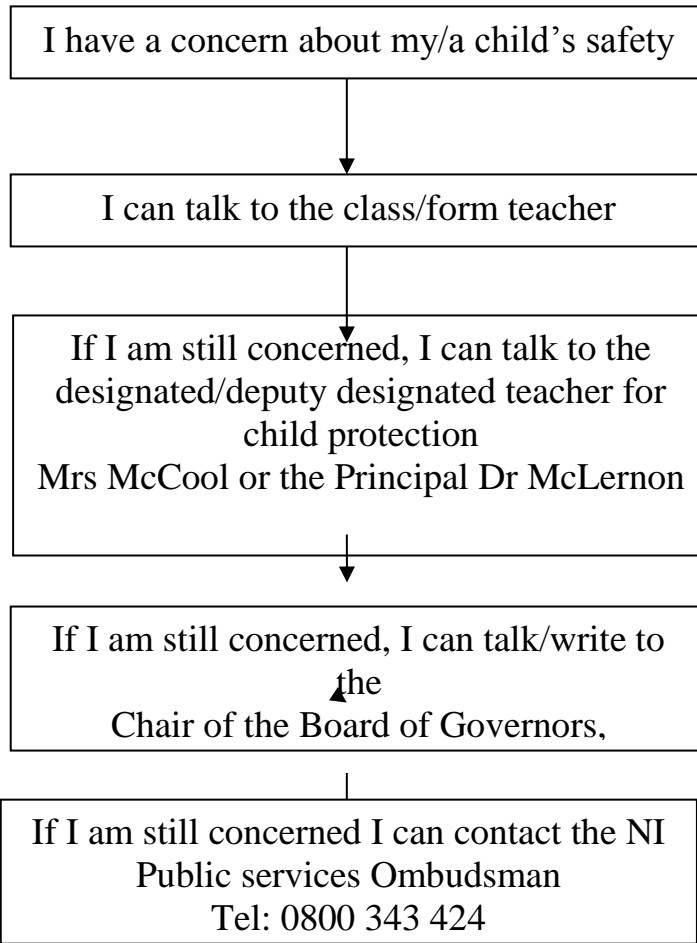 I have a concern about my/a child’s safety
I can talk to the class/form teacher
If I am still concerned, I can talk to the
designated/deputy designated teacher for
child protection
Mrs McCool or the Principal Dr McLernon
If I am still concerned, I can talk/write to
the
Chair of the Board of Governors,
If I am still concerned I can contact the NI
Public services Ombudsman
Tel: 0800 343 424